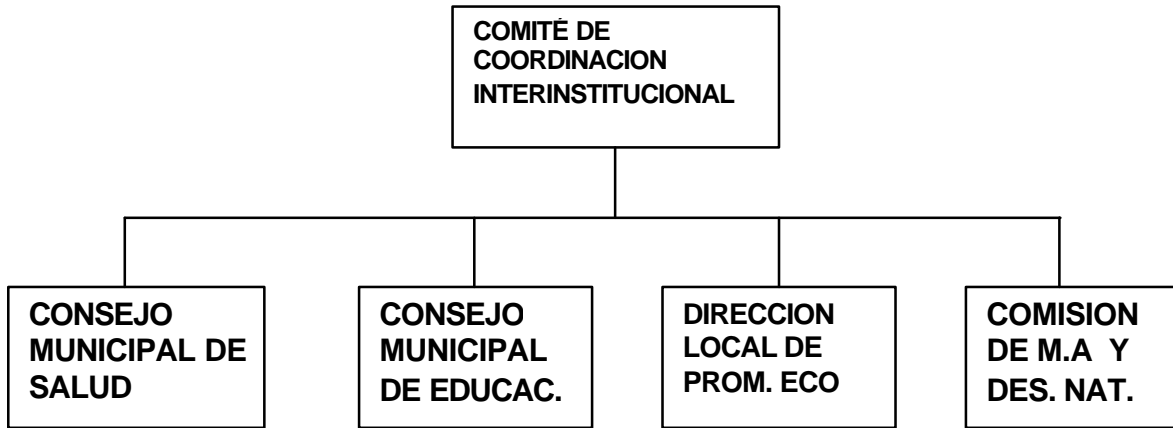 COMITÉ DE
COORDINACION
INTERINSTITUCIONAL
CONSEJO
MUNICIPAL DE
SALUD
CONSEJO
MUNICIPAL
DE EDUCAC.
DIRECCION
LOCAL DE
PROM. ECO
COMISION
DE M.A Y
DES. NAT.